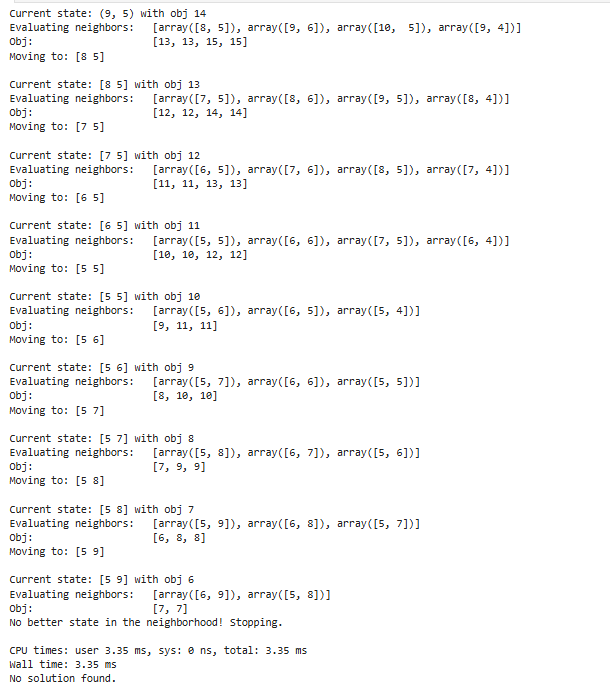 Current state: (9, 5) with obj 14
Evaluating neighbors:   [array([8, 5]), array([9, 6]), array([10,  5]), array([9, 4])]
Obj:                    [13, 13, 15, 15]
Moving to: [8 5]

Current state: [8 5] with obj 13
Evaluating neighbors:   [array([7, 5]), array([8, 6]), array([9, 5]), array([8, 4])]
Obj:                    [12, 12, 14, 14]
Moving to: [7 5]

Current state: [7 5] with obj 12
Evaluating neighbors:   [array([6, 5]), array([7, 6]), array([8, 5]), array([7, 4])]
Obj:                    [11, 11, 13, 13]
Moving to: [6 5]

Current state: [6 5] with obj 11
Evaluating neighbors:   [array([5, 5]), array([6, 6]), array([7, 5]), array([6, 4])]
Obj:                    [10, 10, 12, 12]
Moving to: [5 5]

Current state: [5 5] with obj 10
Evaluating neighbors:   [array([5, 6]), array([6, 5]), array([5, 4])]
Obj:                    [9, 11, 11]
Moving to: [5 6]

Current state: [5 6] with obj 9
Evaluating neighbors:   [array([5, 7]), array([6, 6]), array([5, 5])]
Obj:                    [8, 10, 10]
Moving to: [5 7]

Current state: [5 7] with obj 8
Evaluating neighbors:   [array([5, 8]), array([6, 7]), array([5, 6])]
Obj:                    [7, 9, 9]
Moving to: [5 8]

Current state: [5 8] with obj 7
Evaluating neighbors:   [array([5, 9]), array([6, 8]), array([5, 7])]
Obj:                    [6, 8, 8]
Moving to: [5 9]

Current state: [5 9] with obj 6
Evaluating neighbors:   [array([6, 9]), array([5, 8])]
Obj:                    [7, 7]
No better state in the neighborhood! Stopping.

CPU times: user 3.35 ms, sys: 0 ns, total: 3.35 ms
Wall time: 3.35 ms
No solution found.